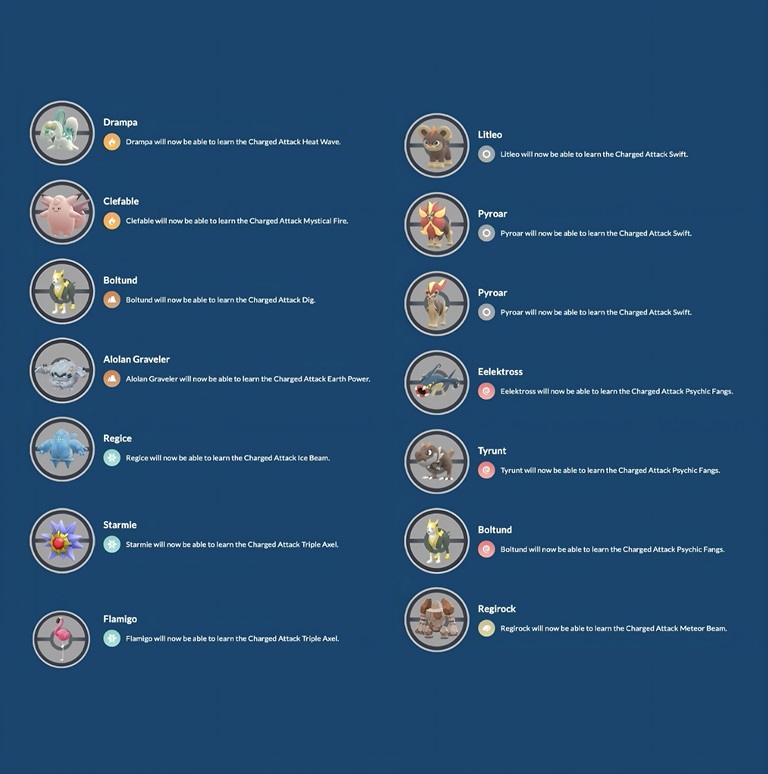 Drampa
Drampa will now be able to learn the Charged Attack Heat Wave.
Clefable
Clefable will now be able to learn the Charged Attack Mystical Fire.
Boltund
Boltund will now be able to learn the Charged Attack Dig.
Alolan Graveler
Alolan Graveler will now be able to learn the Charged Attack Earth Power.
Regice
Regice will now be able to learn the Charged Attack Ice Beam.
Starmie
Starmie will now be able to learn the Charged Attack Triple Axel.
Flamigo
Flamigo will now be able to learn the Charged Attack Triple Axel.
Litleo
Litleo will now be able to learn the Charged Attack Swift.
Pyroar
Pyroar will now be able to learn the Charged Attack Swift.
Pyroar
Pyroar will now be able to learn the Charged Attack Swift.
Eelektross
Eelektross will now be able to learn the Charged Attack Psychic Fangs.
Tyrunt
Tyrunt will now be able to learn the Charged Attack Psychic Fangs.
Boltund
Boltund will now be able to learn the Charged Attack Psychic Fangs.
Regirock
Regirock will now be able to learn the Charged Attack Meteor Beam.